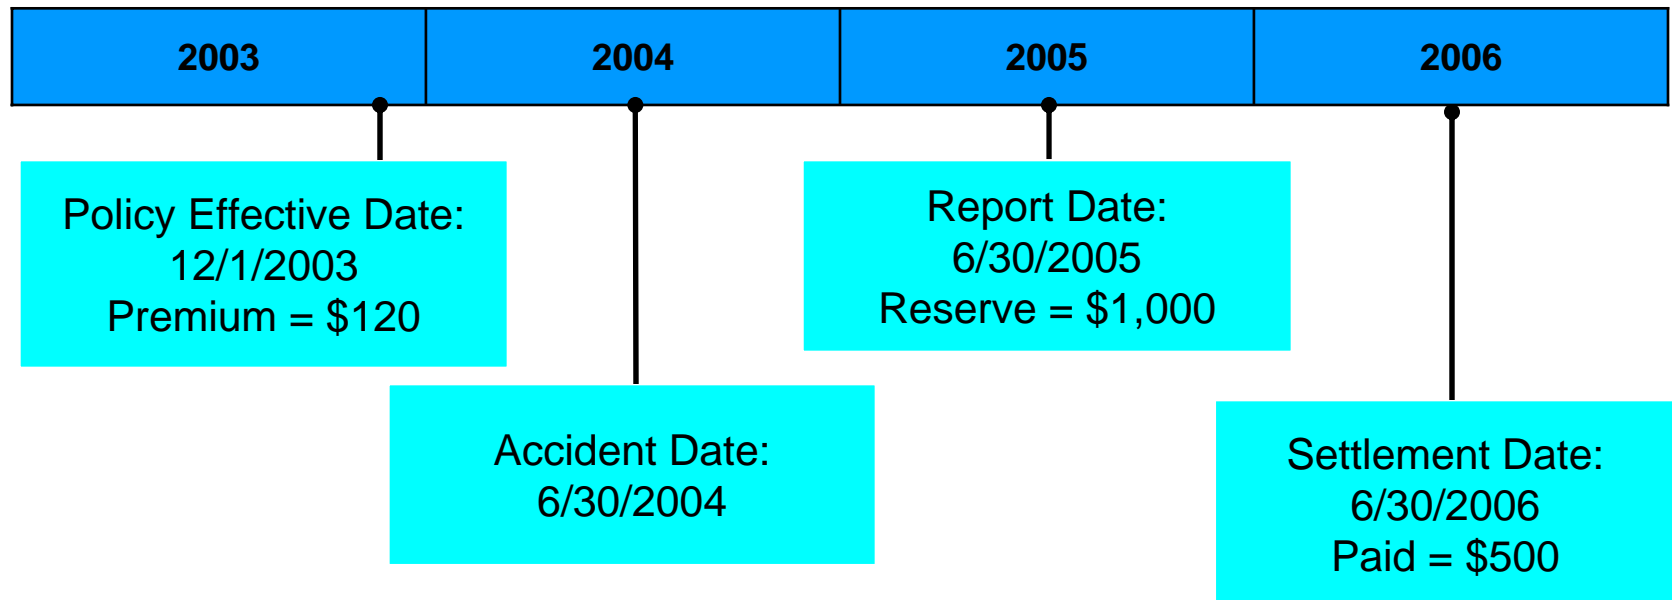 2003 2004 2005 2006
Policy Effective Date:
12/1/2003
Premium = $120
Accident Date:
6/30/2004
Report Date:
6/30/2005
Reserve = $1,000
Settlement Date:
6/30/2006
Paid = $500